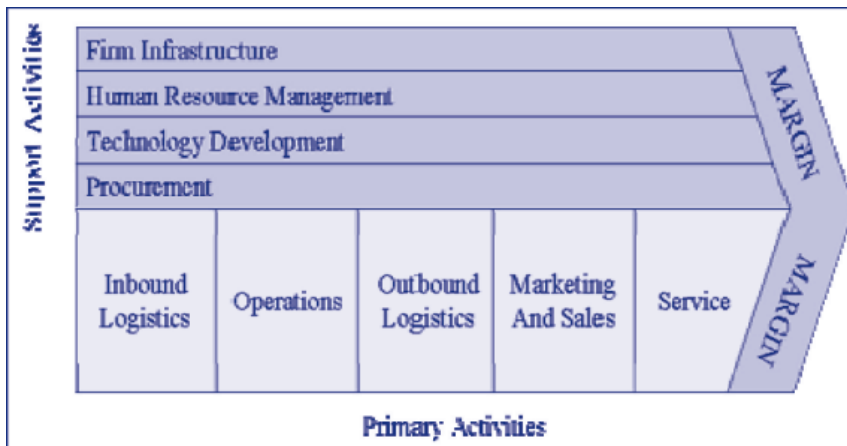 Support Activities
Firm Infrastructure
Human Resource Management
Technology Development
Procurement
MARGIN
Inbound
Logistics
Operations
Outbound
Logistics
Marketing
And Sales
Service
MARGIN
Primary Activities